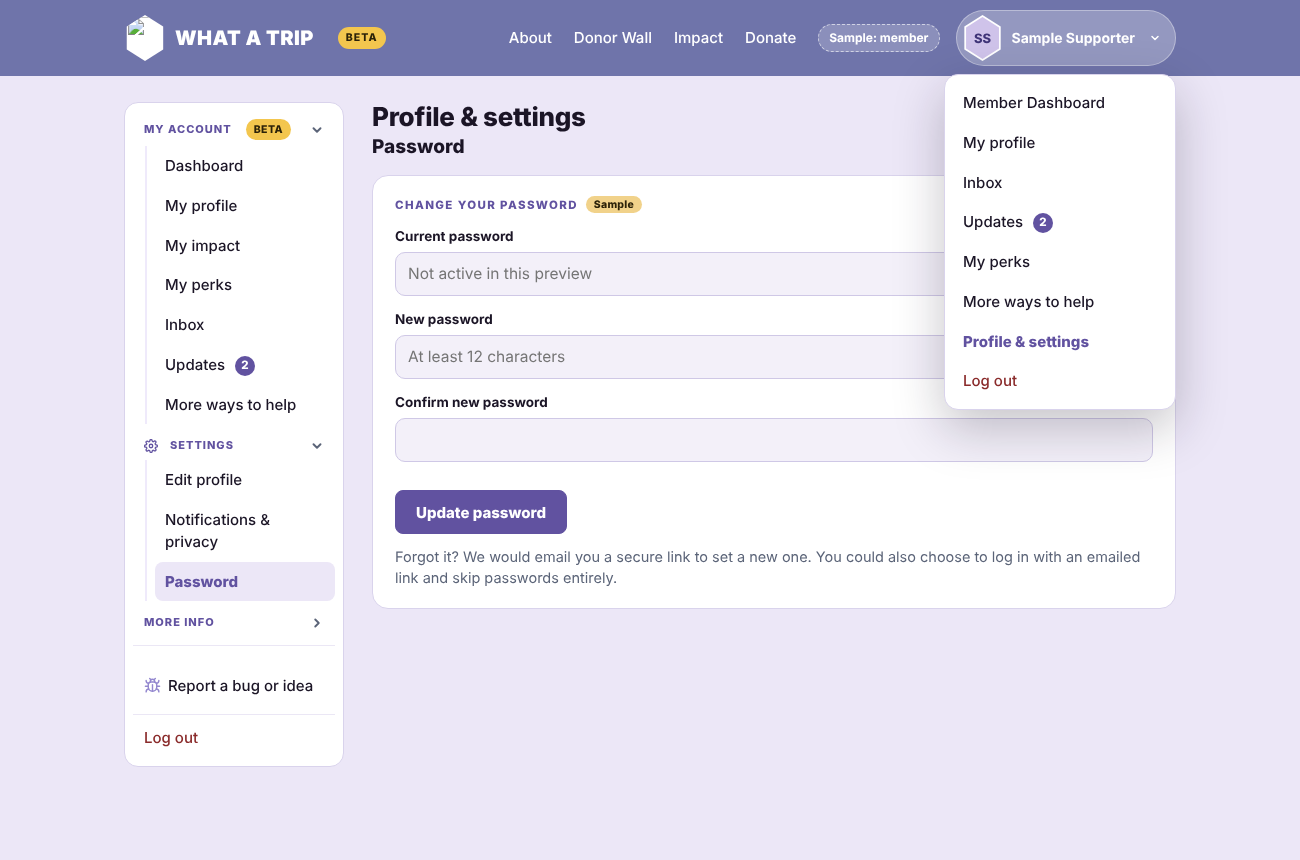 WHAT A TRIP
BETA
About
Donor Wall
Impact
Donate
Sample: member
SS
Sample Supporter
Member Dashboard
My profile
Inbox
Updates 2
My perks
More ways to help
Profile & settings
Log out
MY ACCOUNT BETA
Dashboard
My profile
My impact
My perks
Inbox
Updates 2
More ways to help
SETTINGS
Edit profile
Notifications &
privacy
Password
MORE INFO
Report a bug or idea
Log out
Profile & settings
Password
CHANGE YOUR PASSWORD Sample
Current password
Not active in this preview
New password
At least 12 characters
Confirm new password
Update password
Forgot it? We would email you a secure link to set a new one. You could also choose to log in with an emailed
link and skip passwords entirely.